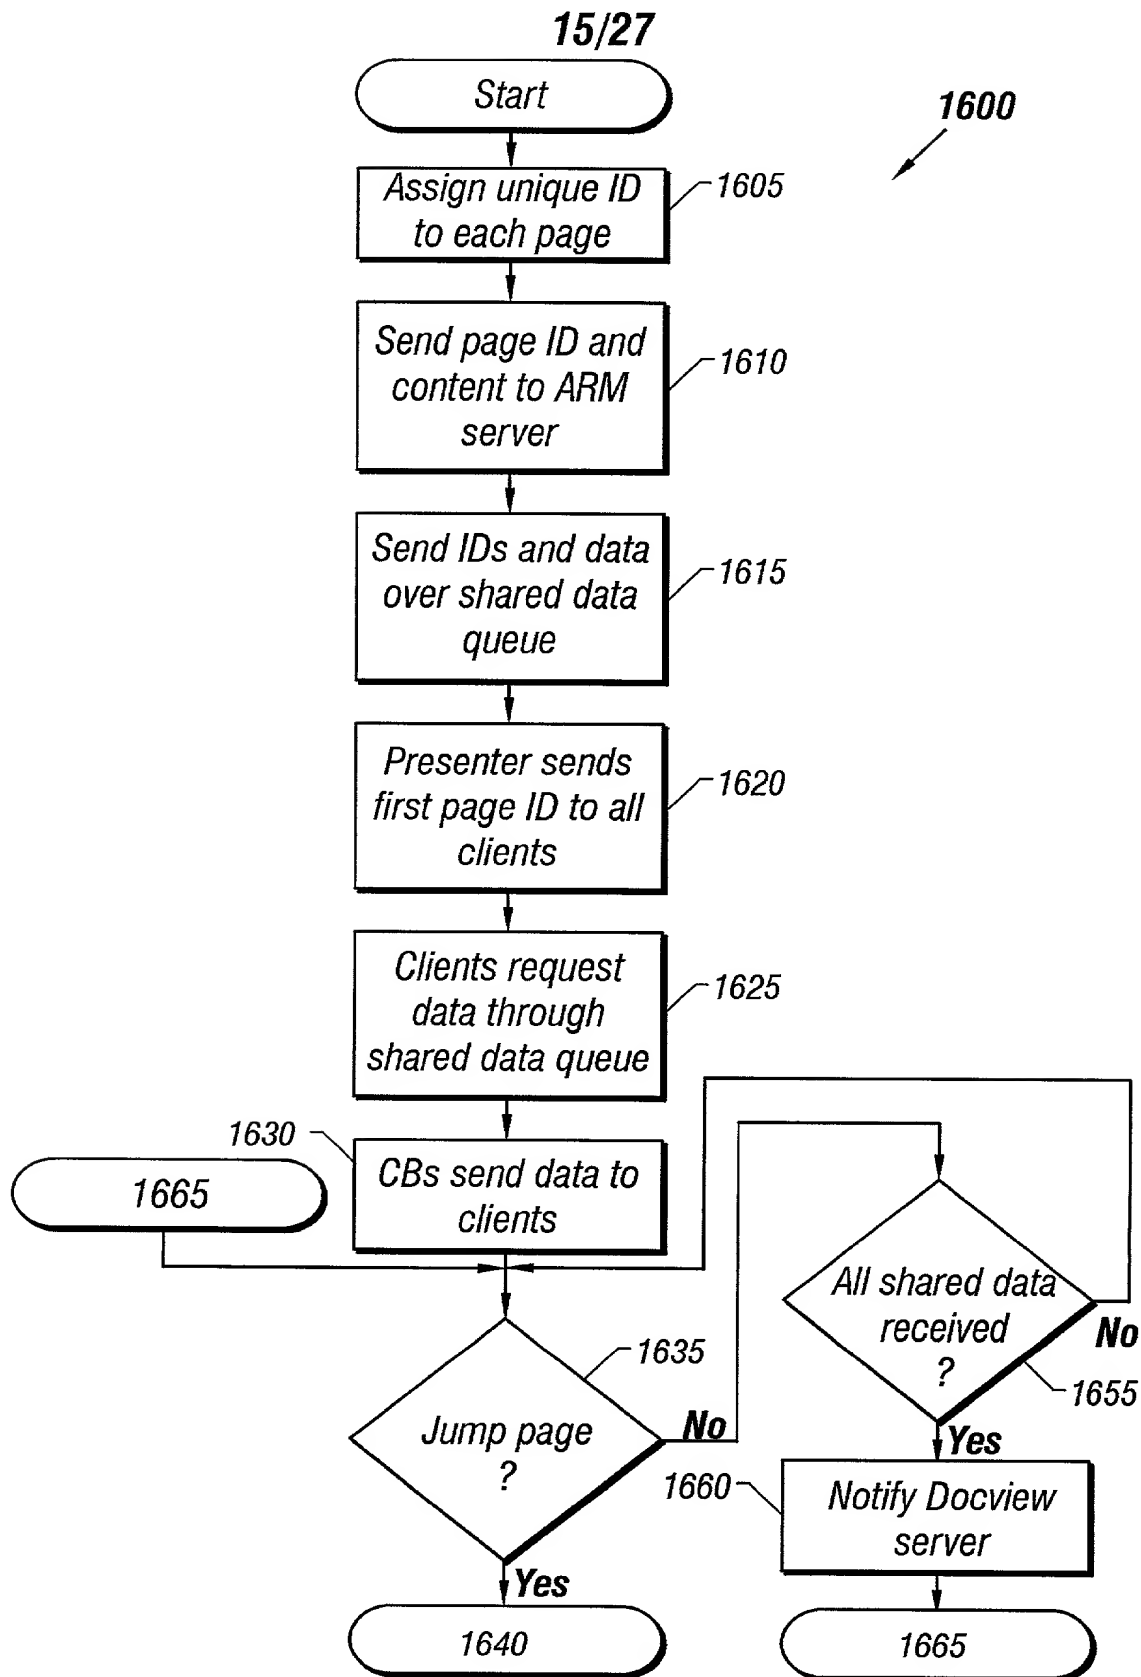 15/27
Start
1600
Assign unique ID
to each page
1605
Send page ID and
content to ARM
server
1610
Send IDs and data
over shared data
queue
1615
Presenter sends
first page ID to all
clients
1620
Clients request
data through
shared data queue
1625
1630
CBs send data to
clients
1665
All shared data
received
?
No
1655
1635
Jump page
?
No
Yes
1660
Notify Docview
server
Yes
1640
1665